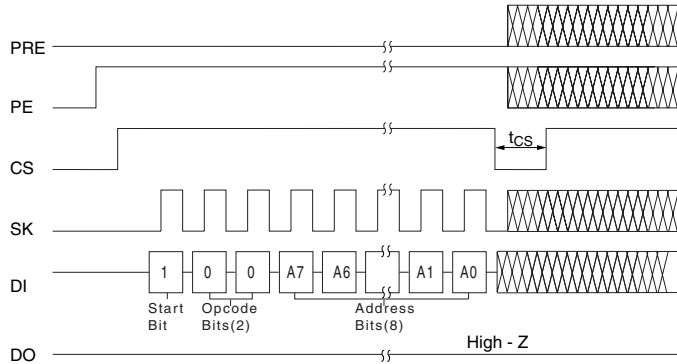 PRE
PE
CS
tCS
SK
DI
1 0 0 A7 A6 A1 A0
Start Bit
Opcode Bits(2)
Address Bits(8)
High - Z
DO